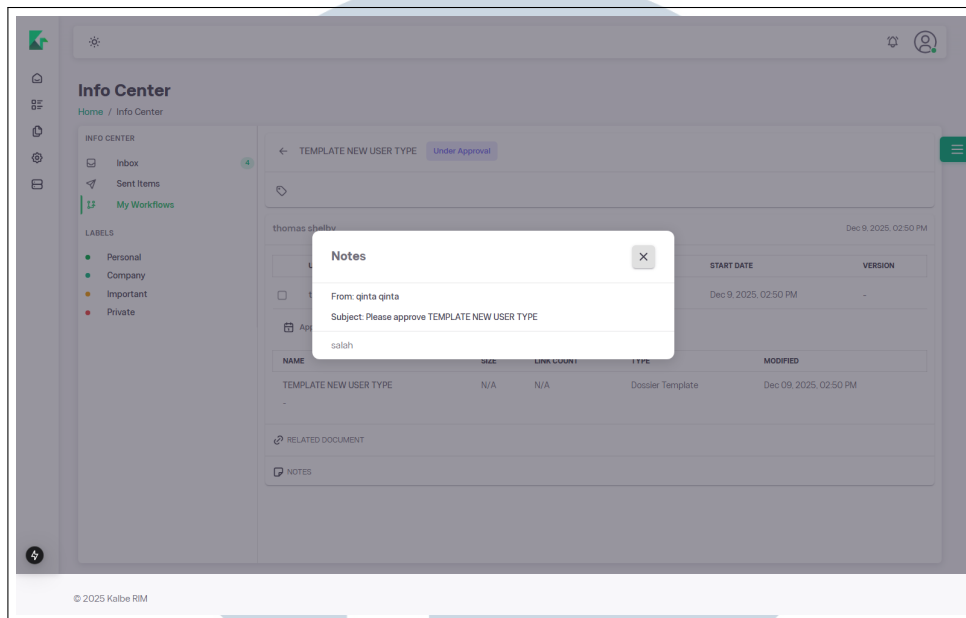 Info Center
Home / Info Center
INFO CENTER
Inbox
4
Sent Items
My Workflows
LABELS
Personal
Company
Important
Private
TEMPLATE NEW USER TYPE
Under Approval
thomas shelby
Dec 9, 2025, 02:50 PM
START DATE
VERSION
Dec 9, 2025, 02:50 PM
-
Notes
From: qinta qinta
Subject: Please approve TEMPLATE NEW USER TYPE
salah
NAME
SIZE
LINK COUNT
TYPE
MODIFIED
TEMPLATE NEW USER TYPE
N/A
N/A
Dossier Template
Dec 09, 2025, 02:50 PM
-
RELATED DOCUMENT
NOTES
© 2025 Kalbe RIM